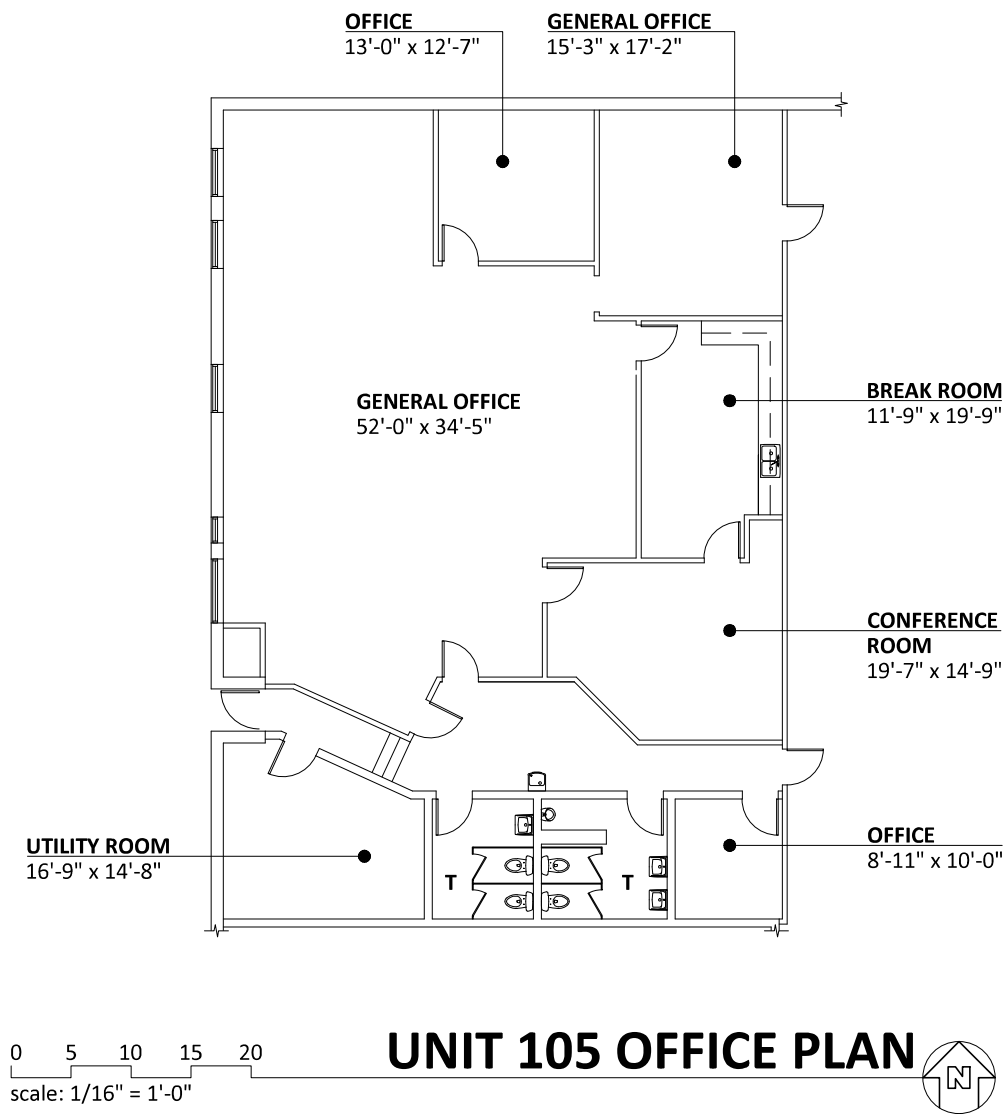 OFFICE
13'-0" x 12'-7"
GENERAL OFFICE
15'-3" x 17'-2"
GENERAL OFFICE
52'-0" x 34'-5"
BREAK ROOM
11'-9" x 19'-9"
CONFERENCE
ROOM
19'-7" x 14'-9"
UTILITY ROOM
16'-9" x 14'-8"
OFFICE
8'-11" x 10'-0"
T
T
0 5 10 15 20
scale: 1/16" = 1'-0"
UNIT 105 OFFICE PLAN
N